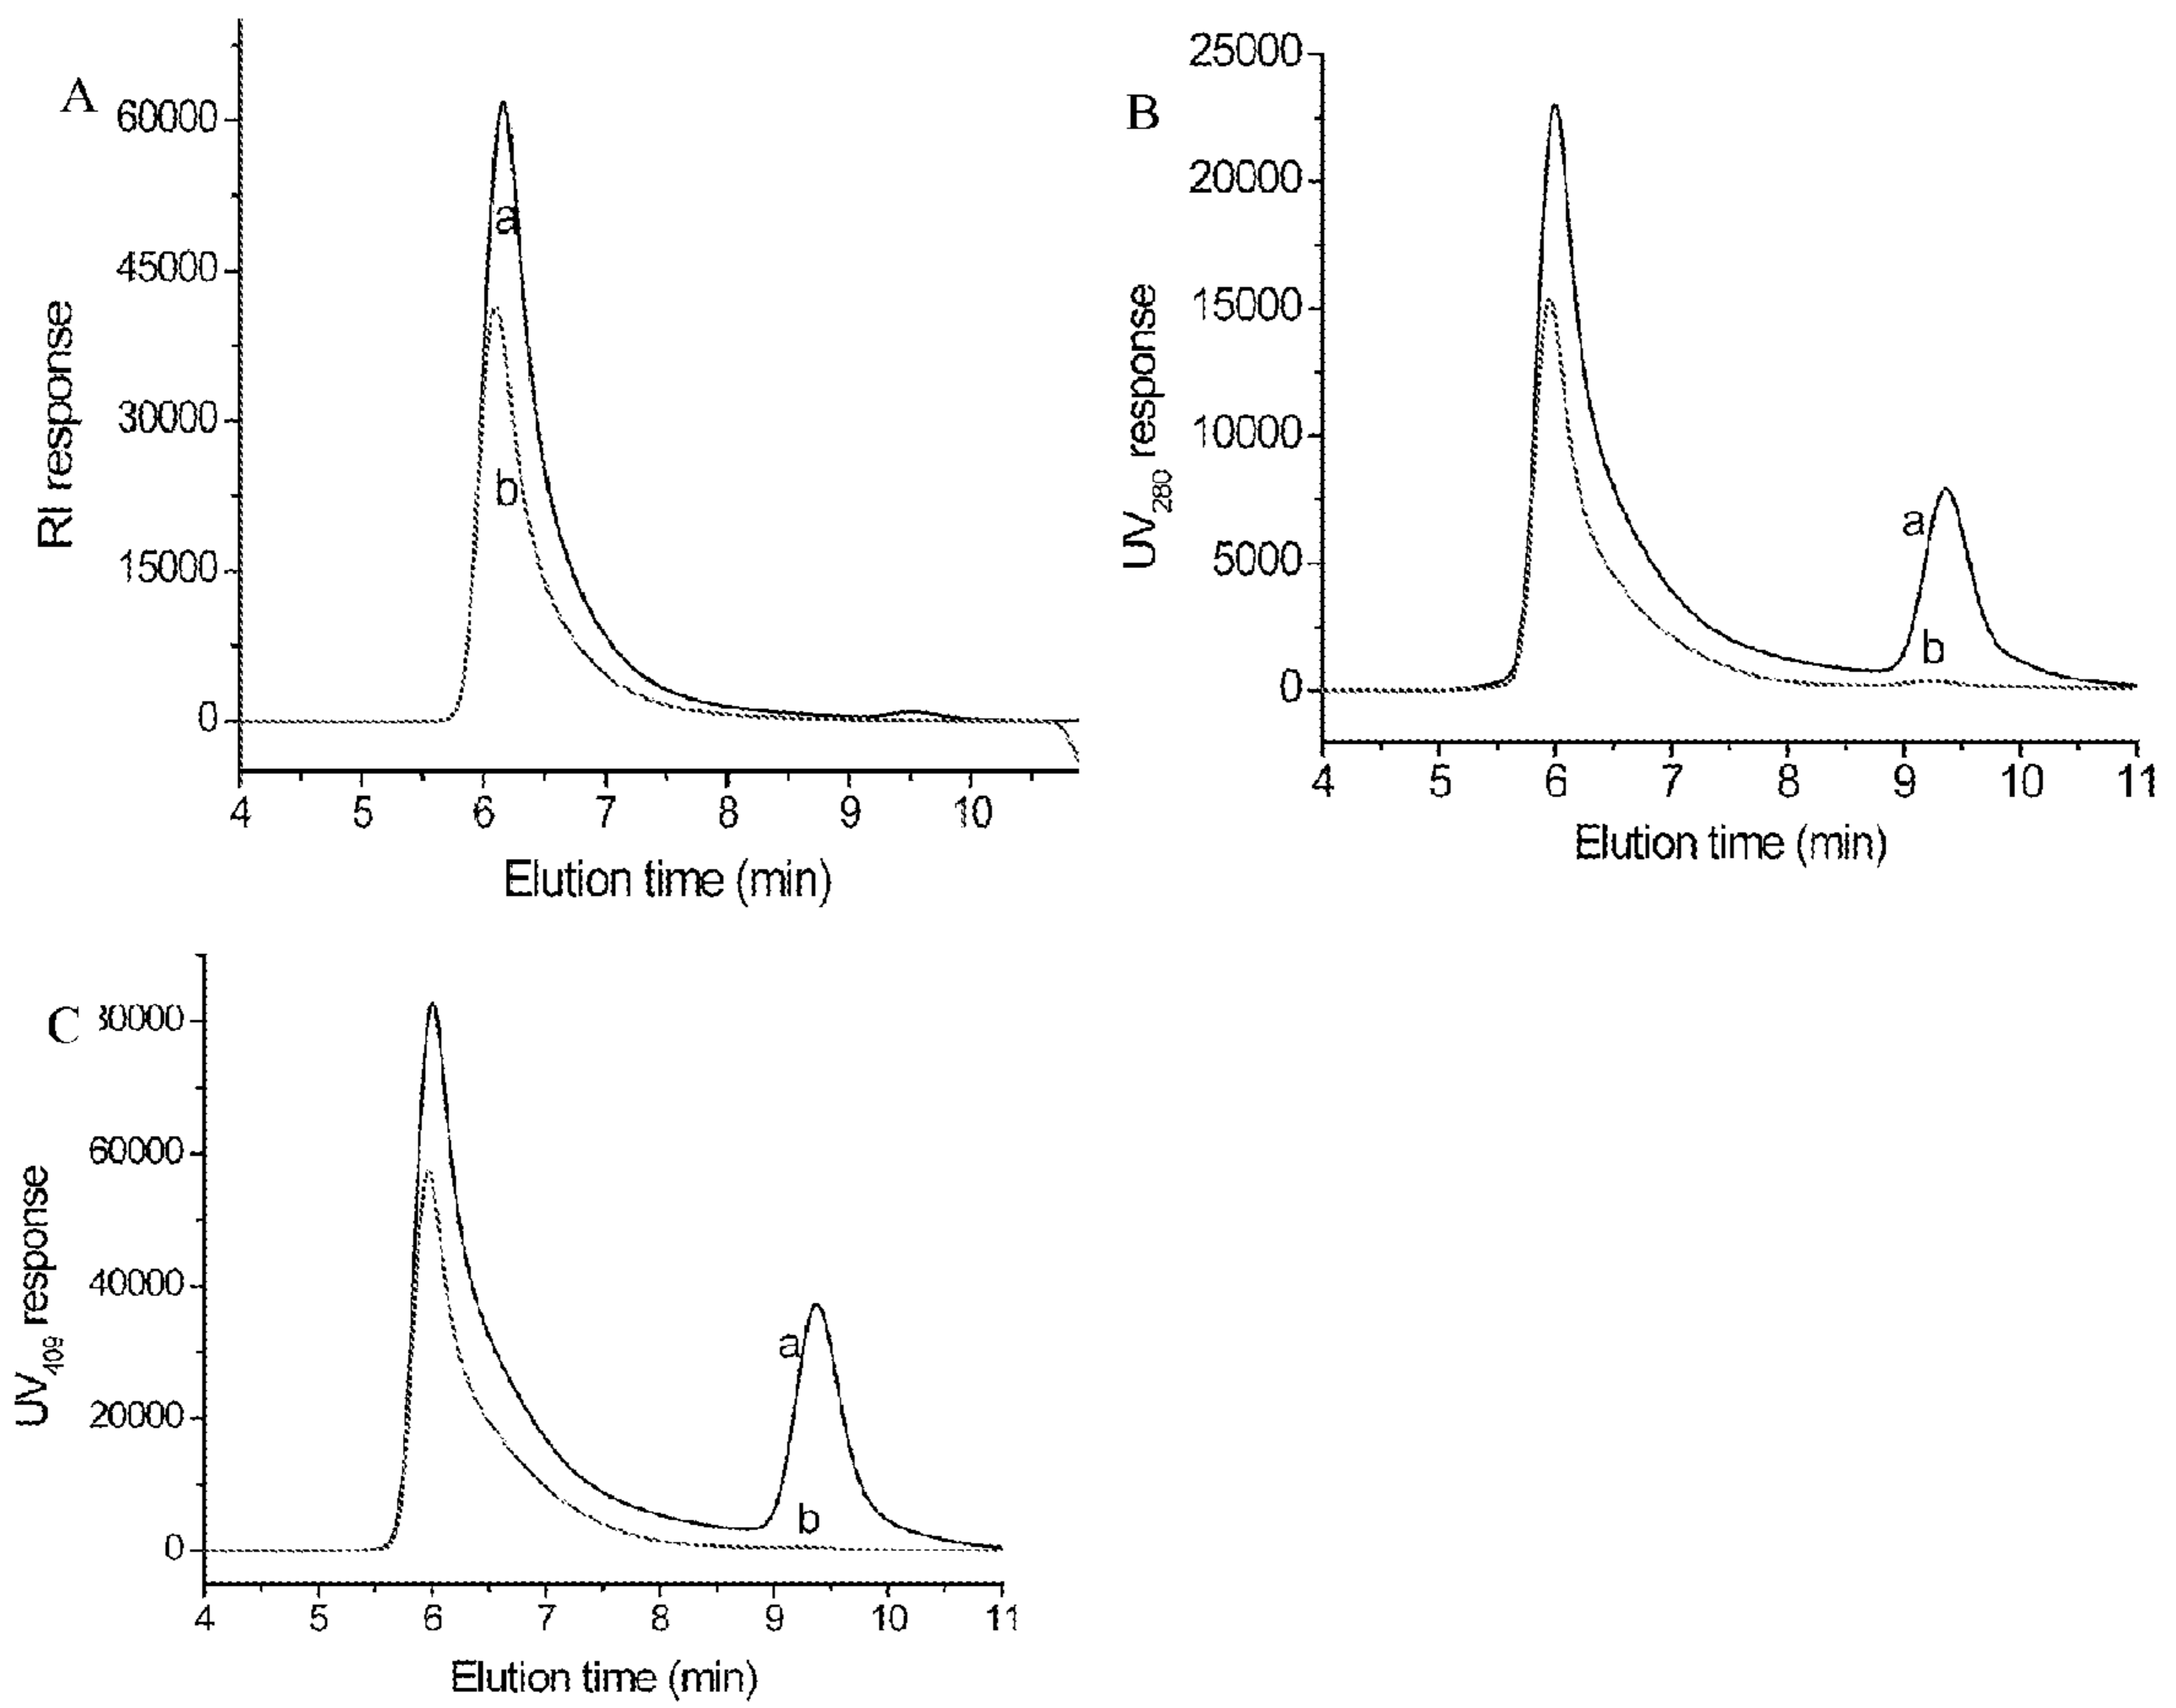 A
60000
45000
30000
15000
0
RI response
a
b
4 5 6 7 8 9 10
Elution time (min)
B
25000
20000
15000
10000
5000
0
UV280 response
a
b
4 5 6 7 8 9 10 11
Elution time (min)
C
60000
40000
20000
0
UV409 response
a
b
4 5 6 7 8 9 10 11
Elution time (min)